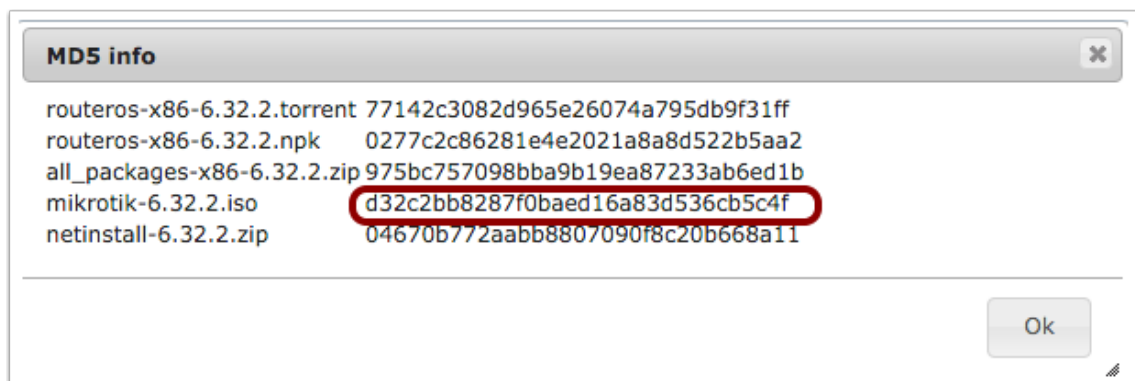 MD5 info
routeros-x86-6.32.2.torrent 77142c3082d965e26074a795db9f31ff
routeros-x86-6.32.2.npk 0277c2c86281e4e2021a8a8d522b5aa2
all_packages-x86-6.32.2.zip 975bc757098bba9b19ea87233ab6ed1b
mikrotik-6.32.2.iso d32c2bb8287f0baed16a83d536cb5c4f
netinstall-6.32.2.zip 04670b772aabb8807090f8c20b668a11
Ok